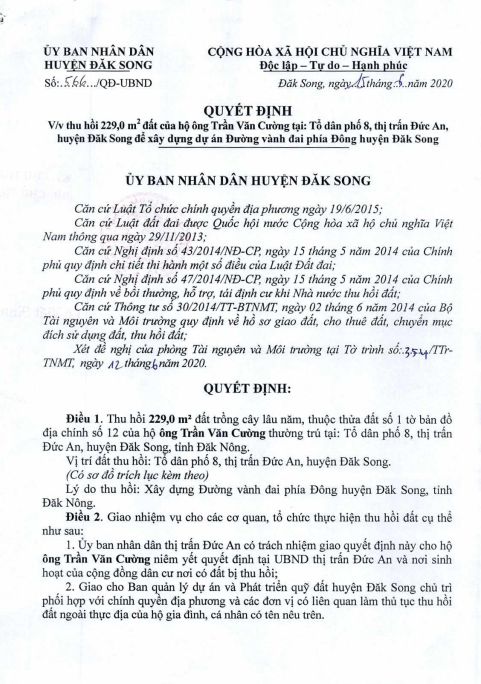 ỦY BAN NHÂN DÂN
HUYỆN ĐĂK SONG
Số: 566/QĐ-UBND
CỘNG HÒA XÃ HỘI CHỦ NGHĨA VIỆT NAM
Độc lập – Tự do – Hạnh phúc
Đăk Song, ngày 15 tháng 6 năm 2020
QUYẾT ĐỊNH
V/v thu hồi 229,0 m² đất của hộ ông Trần Văn Cường tại: Tổ dân phố 8, thị trấn Đức An,
huyện Đăk Song để xây dựng dự án Đường vành đai phía Đông huyện Đăk Song
ỦY BAN NHÂN DÂN HUYỆN ĐĂK SONG
Căn cứ Luật Tổ chức chính quyền địa phương ngày 19/6/2015;
Căn cứ Luật đất đai được Quốc hội nước Cộng hòa xã hộ chủ nghĩa Việt
Nam thông qua ngày 29/11/2013;
Căn cứ Nghị định số 43/2014/NĐ-CP, ngày 15 tháng 5 năm 2014 của Chính
phủ quy định chi tiết thi hành một số điều của Luật Đất đai;
Căn cứ Nghị định số 47/2014/NĐ-CP, ngày 15 tháng 5 năm 2014 của Chính
phủ quy định về bồi thường, hỗ trợ, tái định cư khi Nhà nước thu hồi đất;
Căn cứ Thông tư số 30/2014/TT-BTNMT, ngày 02 tháng 6 năm 2014 của Bộ
Tài nguyên và Môi trường quy định về hồ sơ giao đất, cho thuê đất, chuyển mục
đích sử dụng đất, thu hồi đất;
Xét đề nghị của phòng Tài nguyên và Môi trường tại Tờ trình số: 354/TTr-
TNMT, ngày 12 tháng 6 năm 2020.
QUYẾT ĐỊNH:
Điều 1. Thu hồi 229,0 m² đất trồng cây lâu năm, thuộc thửa đất số 1 tờ bản đồ
địa chính số 12 của hộ ông Trần Văn Cường thường trú tại: Tổ dân phố 8, thị trấn
Đức An, huyện Đăk Song, tỉnh Đăk Nông.
Vị trí đất thu hồi: Tổ dân phố 8, thị trấn Đức An, huyện Đăk Song.
(Có sơ đồ trích lục kèm theo)
Lý do thu hồi: Xây dựng Đường vành đai phía Đông huyện Đăk Song, tỉnh
Đăk Nông.
Điều 2. Giao nhiệm vụ cho các cơ quan, tổ chức thực hiện thu hồi đất cụ thể
như sau:
1. Ủy ban nhân dân thị trấn Đức An có trách nhiệm giao quyết định này cho hộ
ông Trần Văn Cường niêm yết quyết định tại UBND thị trấn Đức An và nơi sinh
hoạt của cộng đồng dân cư nơi có đất bị thu hồi;
2. Giao cho Ban quản lý dự án và Phát triển quỹ đất huyện Đăk Song chủ trì
phối hợp với chính quyền địa phương và các đơn vị có liên quan làm thủ tục thu hồi
đất ngoài thực địa của hộ gia đình, cá nhân có tên nêu trên.